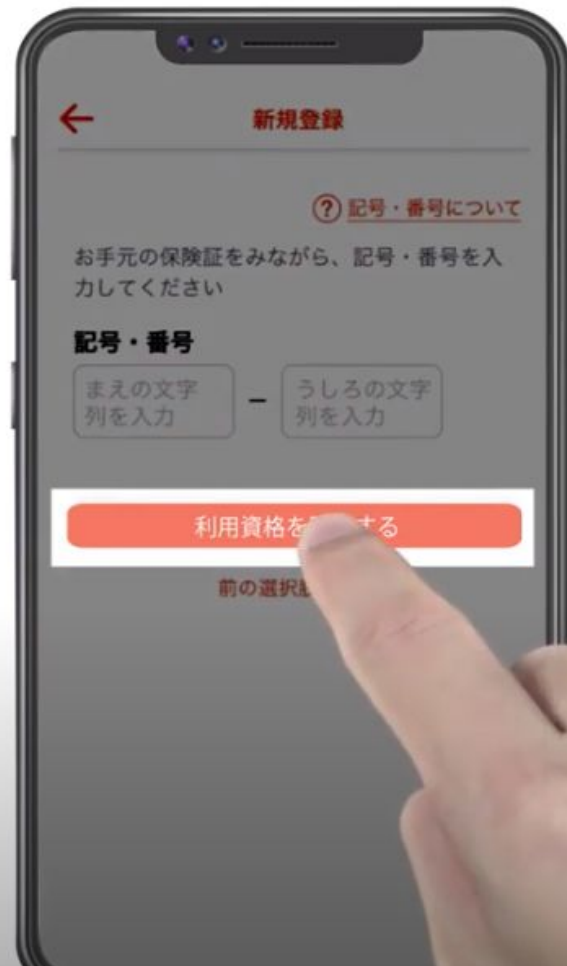 新規登録
? 記号・番号について
お手元の保険証をみながら、記号・番号を入
力してください
記号・番号
まえの文字
列を入力
–
うしろの文字
列を入力
利用資格を
する
前の選択